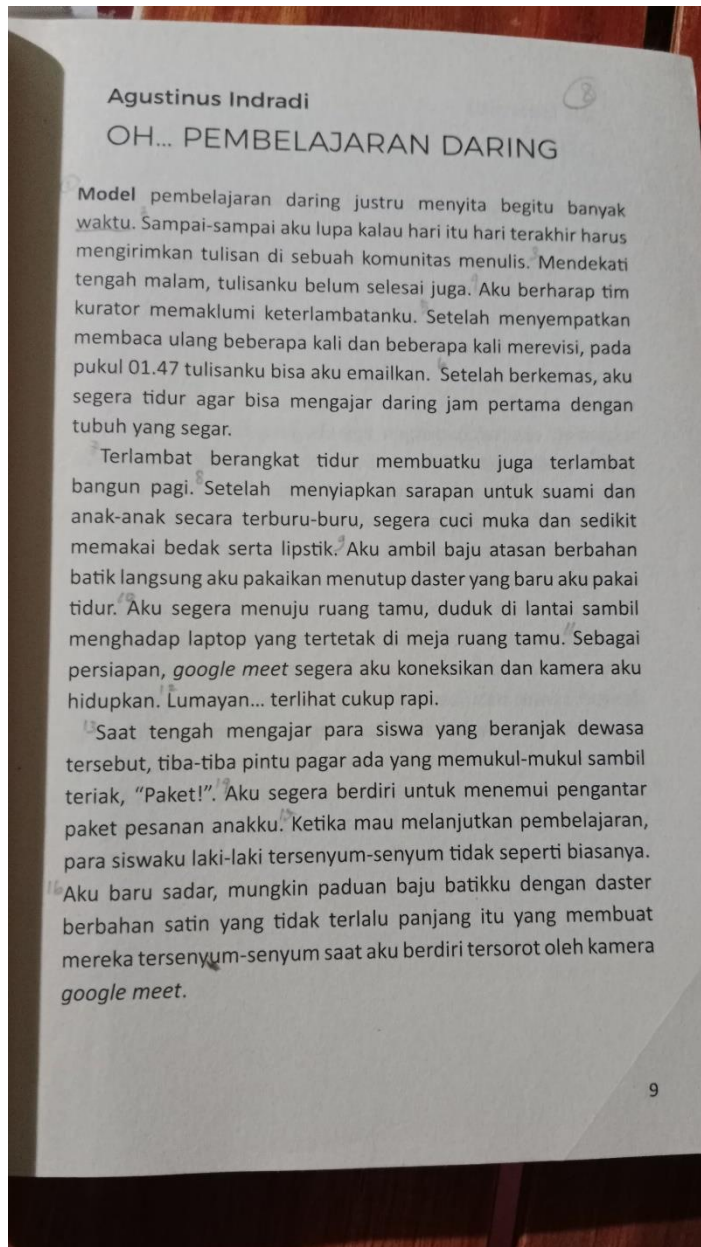 8
Agustinus Indradi
OH... PEMBELAJARAN DARING
Model pembelajaran daring justru menyita begitu banyak
waktu. Sampai-sampai aku lupa kalau hari itu hari terakhir harus
mengirimkan tulisan di sebuah komunitas menulis. Mendekati
tengah malam, tulisanku belum selesai juga. Aku berharap tim
kurator memaklumi keterlambatanku. Setelah menyempatkan
membaca ulang beberapa kali dan beberapa kali merevisi, pada
pukul 01.47 tulisanku bisa aku emailkan. Setelah berkemas, aku
segera tidur agar bisa mengajar daring jam pertama dengan
tubuh yang segar.
Terlambat berangkat tidur membuatku juga terlambat
bangun pagi. Setelah menyiapkan sarapan untuk suami dan
anak-anak secara terburu-buru, segera cuci muka dan sedikit
memakai bedak serta lipstik. Aku ambil baju atasan berbahan
batik langsung aku pakaikan menutup daster yang baru aku pakai
tidur. Aku segera menuju ruang tamu, duduk di lantai sambil
menghadap laptop yang tertetak di meja ruang tamu. Sebagai
persiapan, google meet segera aku koneksikan dan kamera aku
hidupkan. Lumayan... terlihat cukup rapi.
Saat tengah mengajar para siswa yang beranjak dewasa
tersebut, tiba-tiba pintu pagar ada yang memukul-mukul sambil
teriak, “Paket!”. Aku segera berdiri untuk menemui pengantar
paket pesanan anakku. Ketika mau melanjutkan pembelajaran,
para siswaku laki-laki tersenyum-senyum tidak seperti biasanya.
Aku baru sadar, mungkin paduan baju batikku dengan daster
berbahan satin yang tidak terlalu panjang itu yang membuat
mereka tersenyum-senyum saat aku berdiri tersorot oleh kamera
google meet.
9